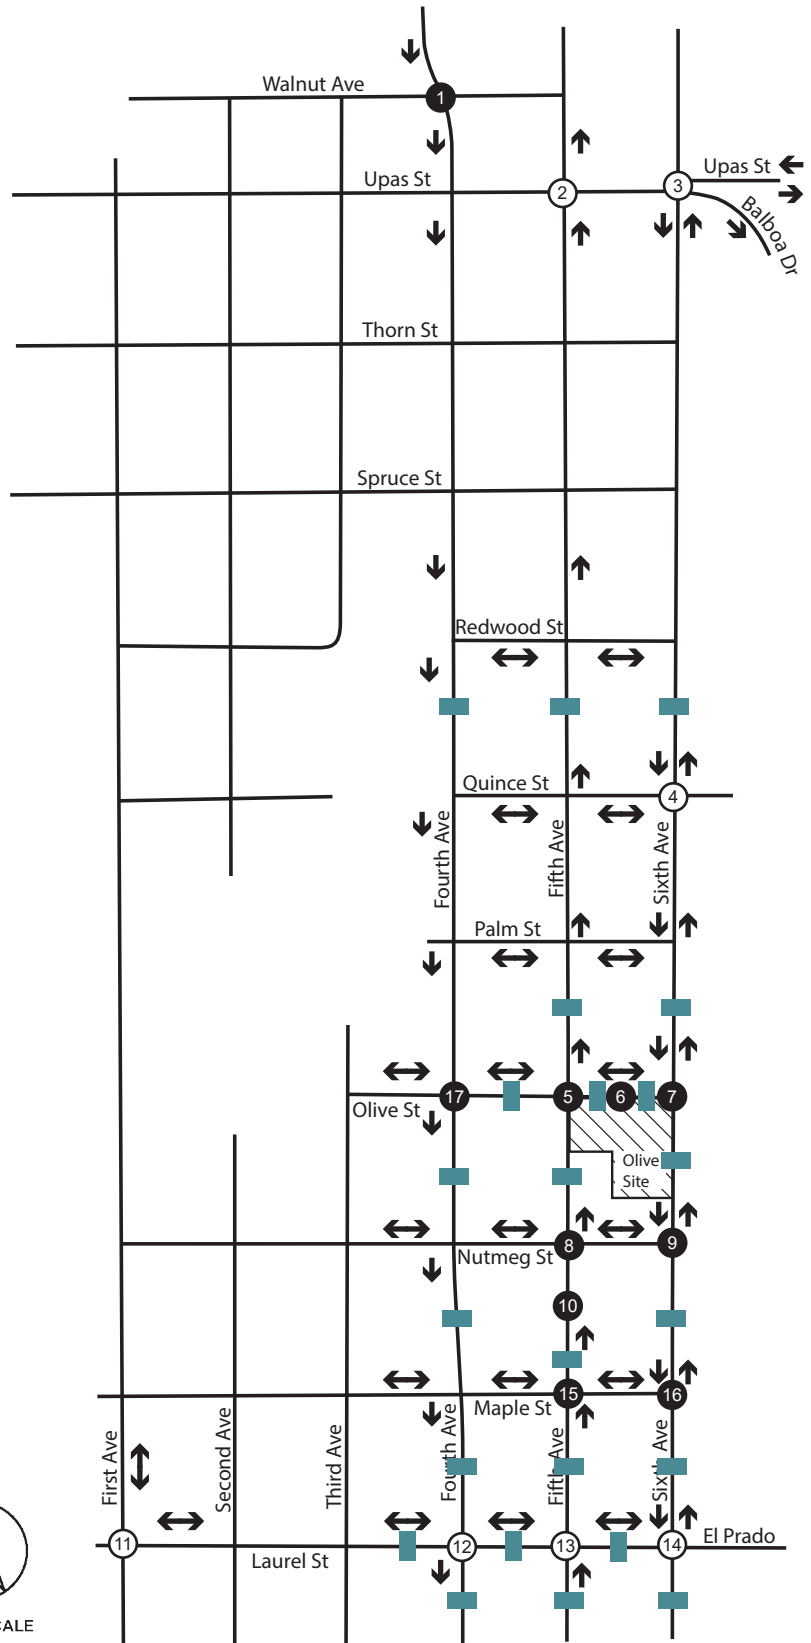 Walnut Ave
1
Upas St
Upas St
2
3
Balboa Dr
Thorn St
Spruce St
Redwood St
Quince St
4
Fourth Ave
Fifth Ave
Sixth Ave
Palm St
17
5
6
7
Olive St
Olive
Site
8
9
Nutmeg St
10
15
16
Maple St
First Ave
Second Ave
Third Ave
Fourth Ave
Fifth Ave
Sixth Ave
11
12
13
14
El Prado
Laurel St
CALE